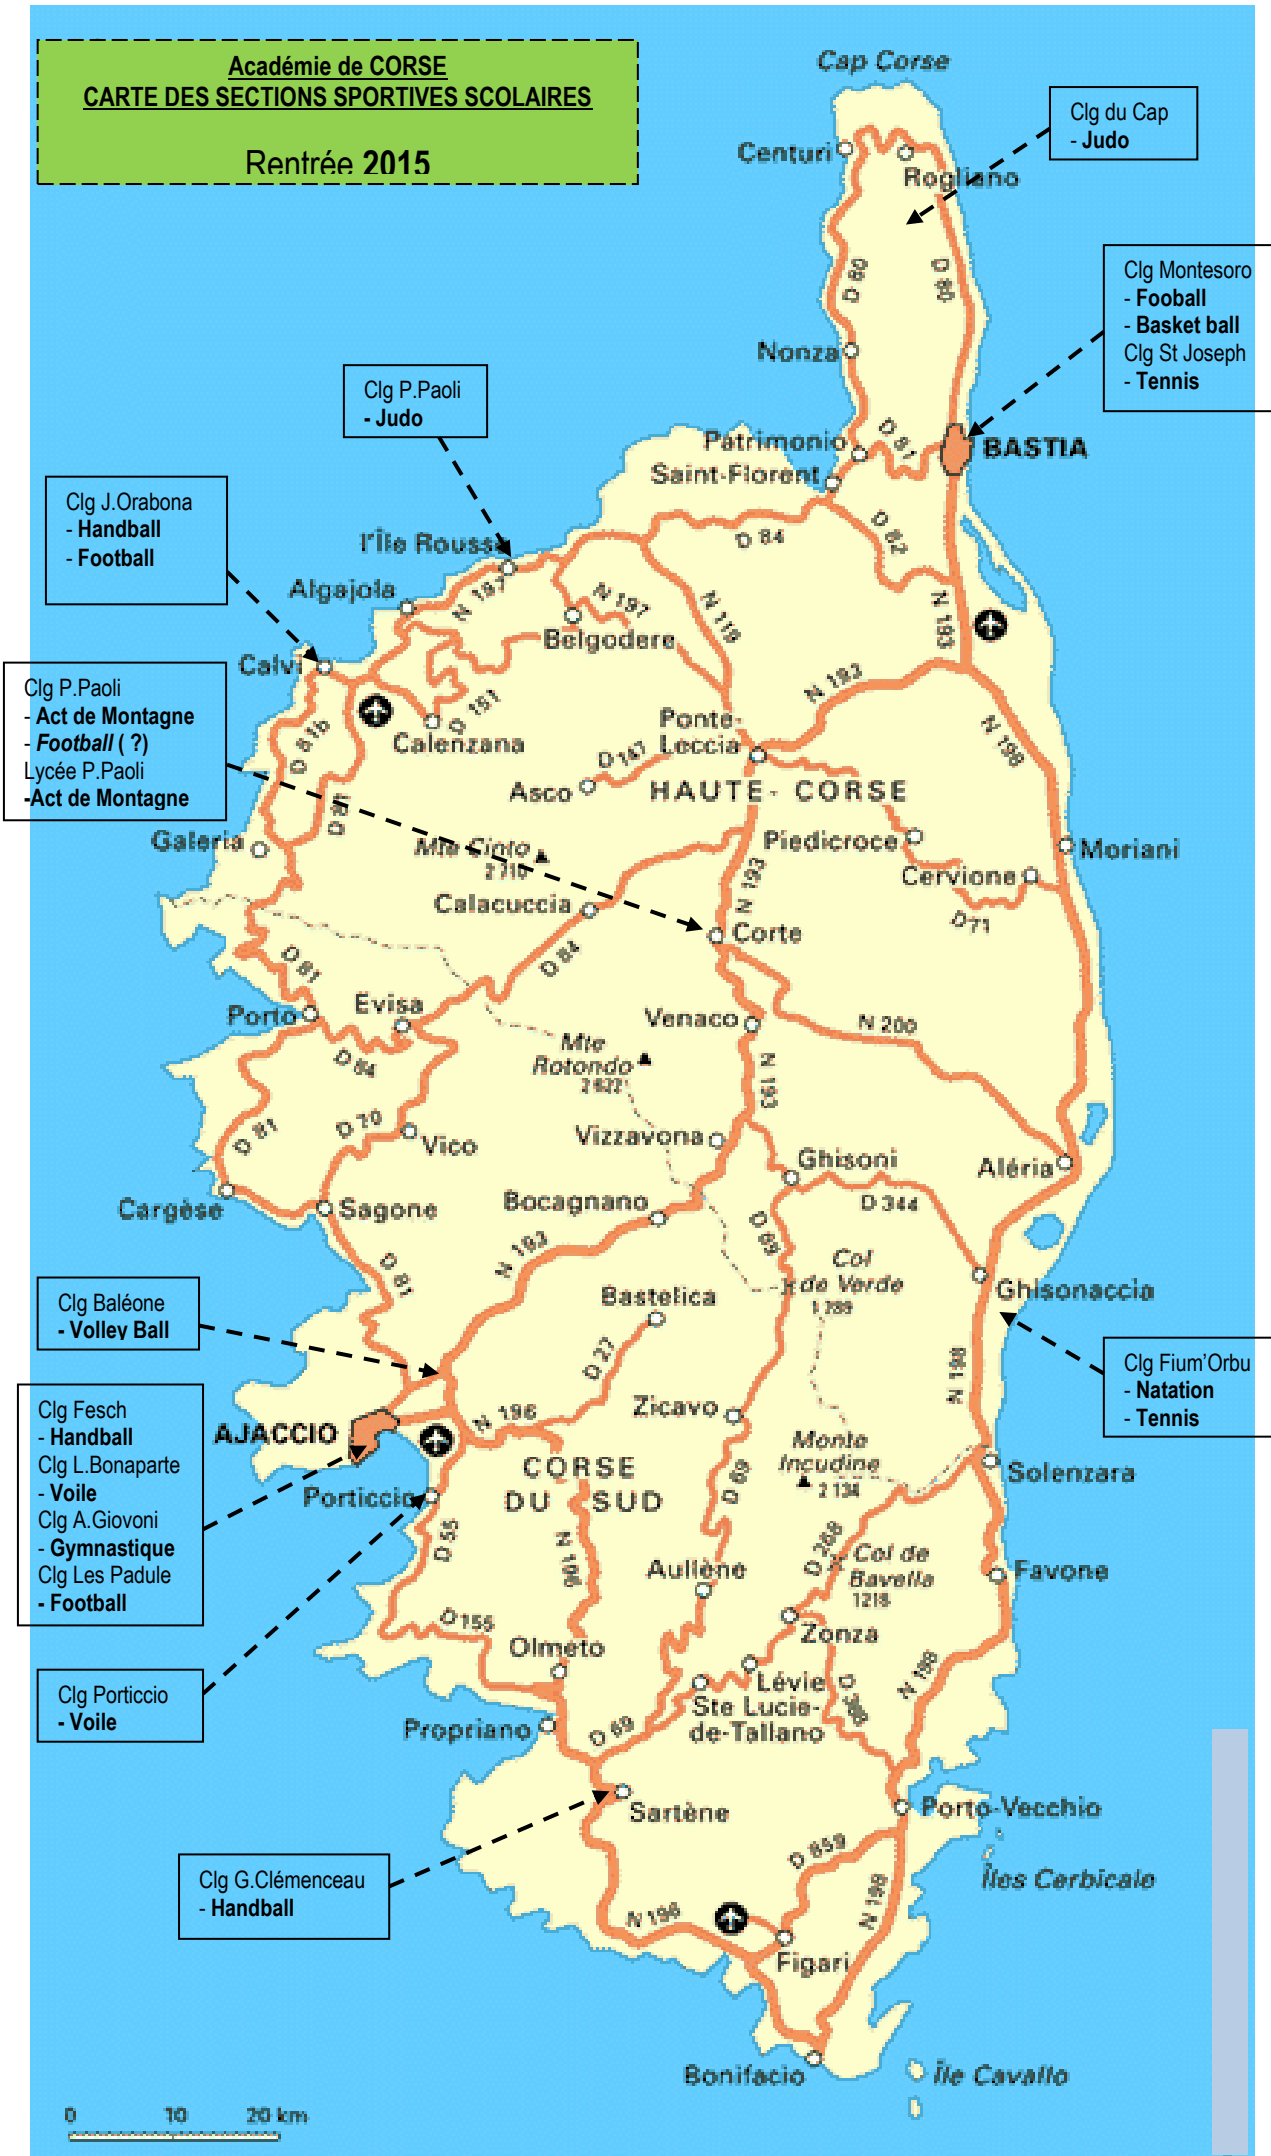 Académie de CORSE
CARTE DES SECTIONS SPORTIVES SCOLAIRES
Rentrée 2015
Cap Corse
Clg du Cap
- Judo
Centuri
Rogliano
D 80
D 80
Clg Montesoro
- Fooball
- Basket ball
Clg St Joseph
- Tennis
Nonza
Clg P.Paoli
- Judo
Patrimonio
D 81
BASTIA
Saint-Florent
Clg J.Orabona
- Handball
- Football
l'Île Rousse
D 84
D 82
Algajola
N 197
N 197
N 119
N 193
Belgodere
Calvi
Clg P.Paoli
- Act de Montagne
- Football ( ?)
Lycée P.Paoli
-Act de Montagne
N 193
D 151
D 81b
Calenzana
Ponte-
Leccia
N 198
D 147
Asco
HAUTE - CORSE
D 81
Galeria
Mte Cinto
2 710
Piedicroce
Moriani
Cervione
N 193
Calacuccia
D 71
Corte
D 84
D 81
Evisa
Porto
Venaco
N 200
D 84
Mte
Rotondo
2 622
N 193
D 81
D 70
Vico
Vizzavona
Ghisoni
Aléria
Cargèse
Sagone
Bocagnano
D 344
D 69
N 193
D 81
Col
de Verde
1 289
Ghisonaccia
Clg Baléone
- Volley Ball
Bastelica
D 27
N 198
Clg Fium'Orbu
- Natation
- Tennis
Clg Fesch
- Handball
Clg L.Bonaparte
- Voile
Clg A.Giovoni
- Gymnastique
Clg Les Padule
- Football
AJACCIO
N 196
Zicavo
Monte
Incudine
2 134
CORSE
DU SUD
Solenzara
Porticcio
D 69
D 55
N 196
D 268
Col de
Bavella
1218
Aullène
Favone
D 155
Zonza
Olmeto
Clg Porticcio
- Voile
Lévie
D 368
N 198
Ste Lucie-
de-Tallano
Propriano
D 69
Sartène
Porto-Vecchio
D 859
Îles Cerbicale
Clg G.Clémenceau
- Handball
N 196
N 198
Figari
Bonifacio
Île Cavallo
0 10 20 km